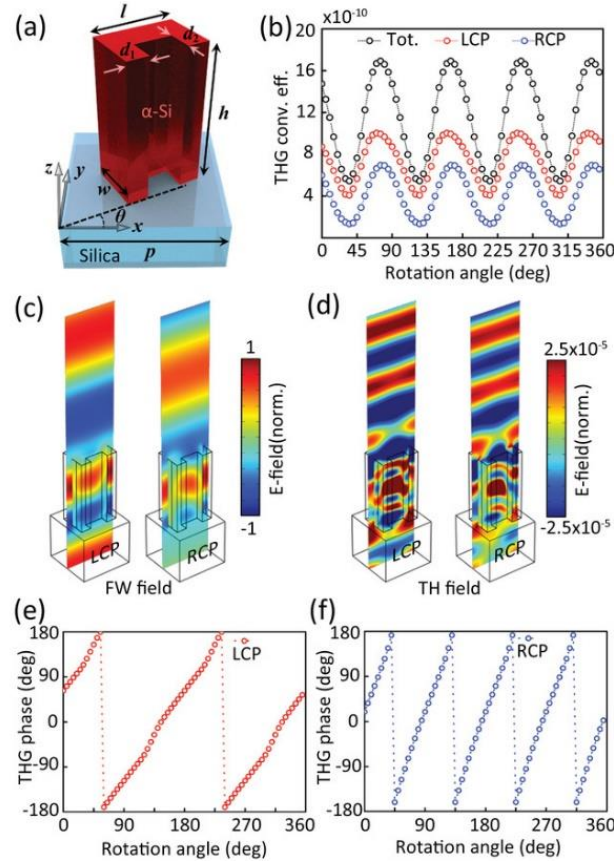 (a)
l
d1
d2
α-Si
h
w
z
y
θ
x
Silica
p
(b)
x10-10
20
16
12
8
4
Tot. LCP RCP
THG conv. eff.
0 45 90 135 180 225 270 315 360
Rotation angle (deg)
(c)
LCP
RCP
FW field
1
-1
E-field(norm.)
(d)
LCP
RCP
TH field
2.5x10-5
-2.5x10-5
E-field(norm.)
(e)
180
90
0
-90
-180
THG phase (deg)
LCP
0 90 180 270 360
Rotation angle (deg)
(f)
180
90
0
-90
-180
THG phase (deg)
RCP
0 90 180 270 360
Rotation angle (deg)